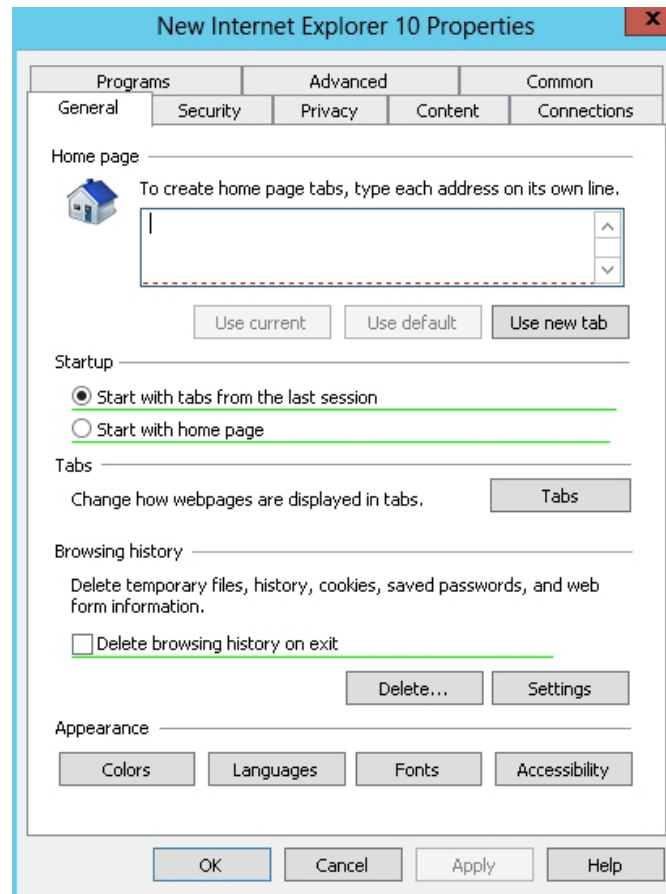 New Internet Explorer 10 Properties
x
Programs Advanced Common
General Security Privacy Content Connections
Home page
To create home page tabs, type each address on its own line.
Use current Use default Use new tab
Startup
Start with tabs from the last session
Start with home page
Tabs
Change how webpages are displayed in tabs. Tabs
Browsing history
Delete temporary files, history, cookies, saved passwords, and web
form information.
Delete browsing history on exit
Delete... Settings
Appearance
Colors Languages Fonts Accessibility
OK Cancel Apply Help